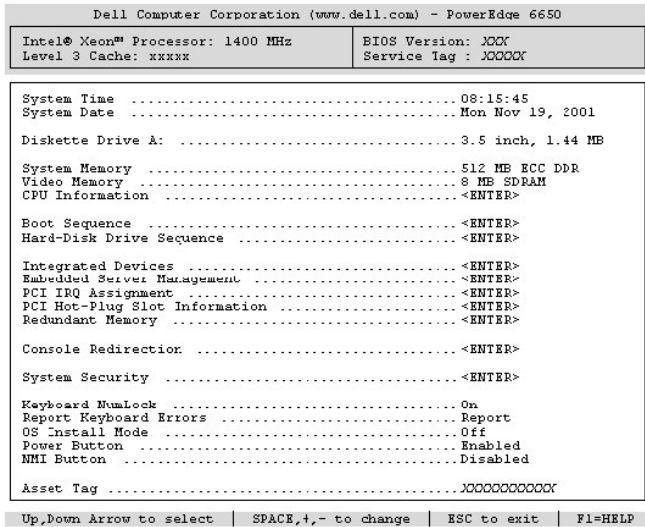 Dell Computer Corporation (www.dell.com) - PowerEdge 6650
Intel® Xeon™ Processor: 1400 MHz
Level 3 Cache: xxxxx
BIOS Version: XXX
Service Tag : XXXXX
System Time ........................................08:15:45
System Date ........................................Mon Nov 19, 2001
Diskette Drive A: ..................................3.5 inch, 1.44 MB
System Memory ......................................512 MB ECC DDR
Video Memory .......................................8 MB SDRAM
CPU Information ....................................<ENTER>
Boot Sequence ......................................<ENTER>
Hard-Disk Drive Sequence ...........................<ENTER>
Integrated Devices .................................<ENTER>
Embedded Server Management .........................<ENTER>
PCI IRQ Assignment .................................<ENTER>
PCI Hot-Plug Slot Information ......................<ENTER>
Redundant Memory ...................................<ENTER>
Console Redirection ................................<ENTER>
System Security ....................................<ENTER>
Keyboard NumLock ...................................On
Report Keyboard Errors .............................Report
OS Install Mode ....................................Off
Power Button .......................................Enabled
NMI Button .........................................Disabled
Asset Tag ..........................................XXXXXXXXXX
Up,Down Arrow to select | SPACE,+,- to change | ESC to exit | F1=HELP